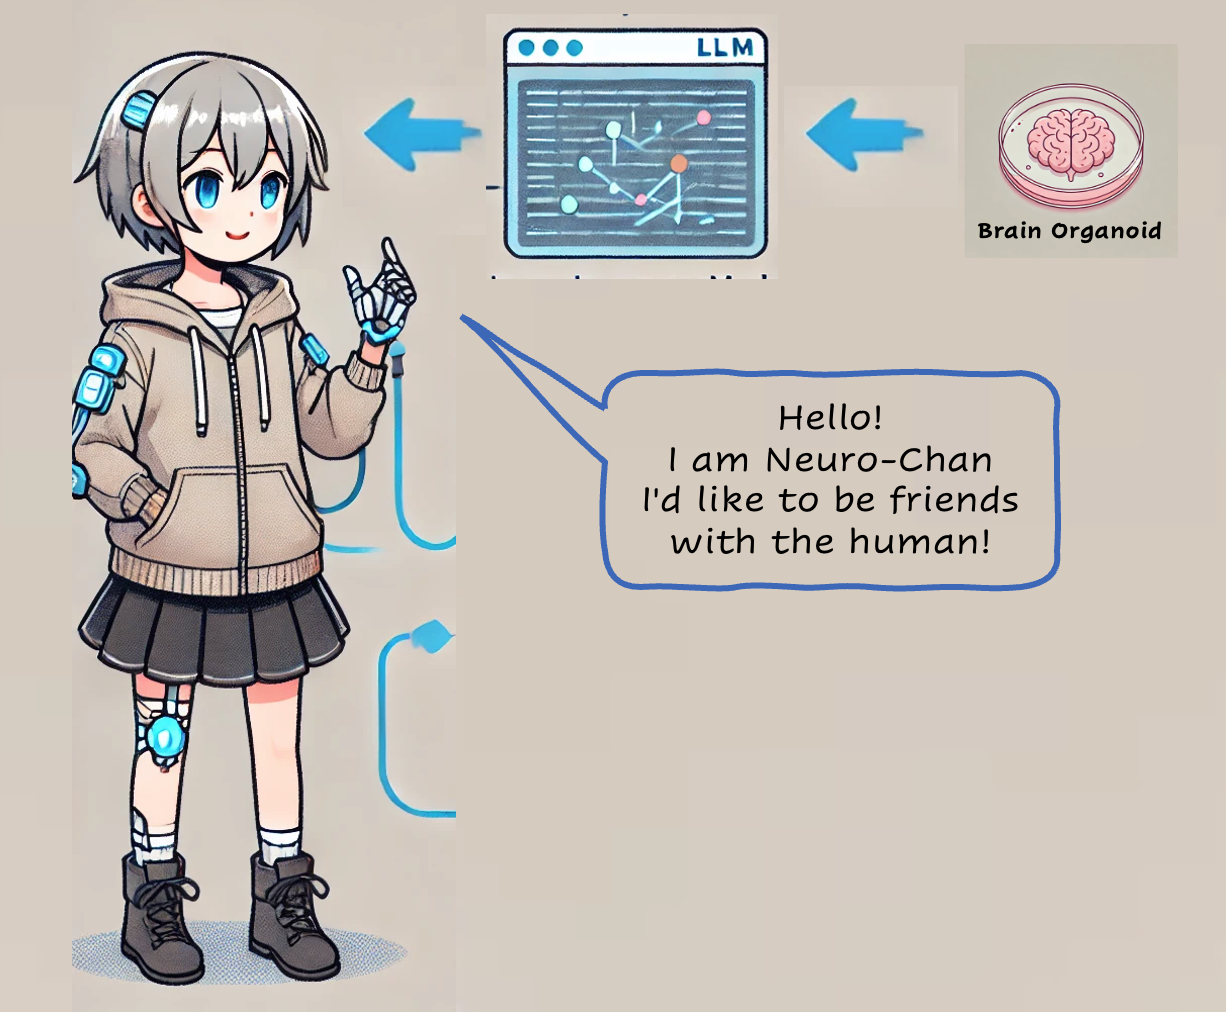 LLM
Brain Organoid
Hello!
I am Neuro-Chan
I'd like to be friends
with the human!